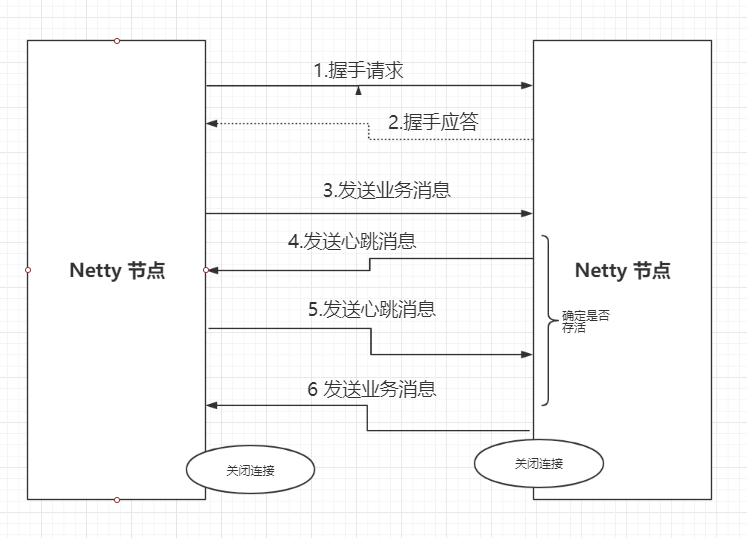 1.握手请求
2.握手应答
3.发送业务消息
4.发送心跳消息
Netty 节点
Netty 节点
5.发送心跳消息
确定是否
存活
6 发送业务消息
关闭连接
关闭连接